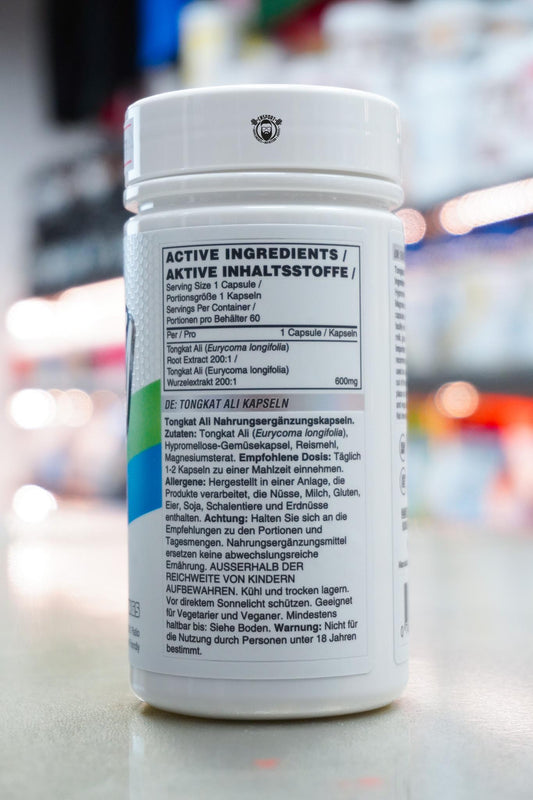 ACTIVE INGREDIENTS /
AKTIVE INHALTSSTOFFE /
Serving Size 1 Capsule /
Portionsgröße 1 Kapseln
Servings Per Container /
Portionen pro Behälter 60
Per / Pro 1 Capsule / Kapseln
Tongkat Ali (Eurycoma longifolia)
Root Extract 200:1 /
Tongkat Ali (Eurycoma longifolia)
Wurzelextrakt 200:1 600mg
DE: TONGKAT ALI KAPSELN
Tongkat Ali Nahrungsergänzungskapseln.
Zutaten: Tongkat Ali (Eurycoma longifolia),
Hypromellose-Gemüsekapsel, Reismehl,
Magnesiumsterat. Empfohlene Dosis: Täglich
1-2 Kapseln zu einer Mahlzeit einnehmen.
Allergene: Hergestellt in einer Anlage, die
Produkte verarbeitet, die Nüsse, Milch, Gluten,
Eier, Soja, Schalentiere und Erdnüsse
enthalten. Achtung: Halten Sie sich an die
Empfehlungen zu den Portionen und
Tagesmengen. Nahrungsergänzungsmittel
ersetzen keine abwechslungsreiche
Ernährung. AUSSERHALB DER
REICHWEITE VON KINDERN
AUFBEWAHREN. Kühl und trocken lagern.
Vor direktem Sonnelicht schützen. Geeignet
für Vegetarier und Veganer. Mindestens
haltbar bis: Siehe Boden. Warnung: Nicht für
die Nutzung durch Personen unter 18 Jahren
bestimmt.